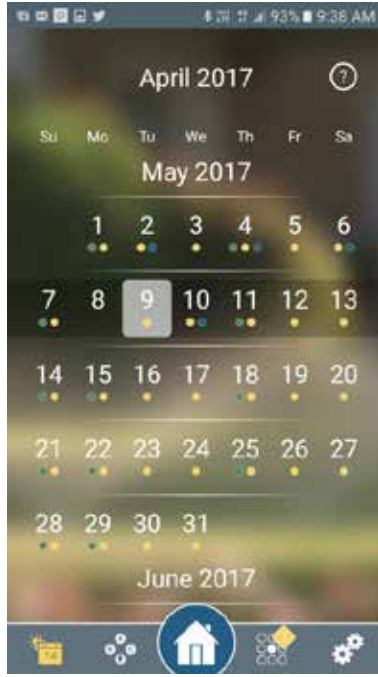 93% 9:36 AM
April 2017 ?
Su Mo Tu We Th Fr Sa
May 2017
1 2 3 4 5 6
7 8 9 10 11 12 13
14 15 16 17 18 19 20
21 22 23 24 25 26 27
28 29 30 31
June 2017